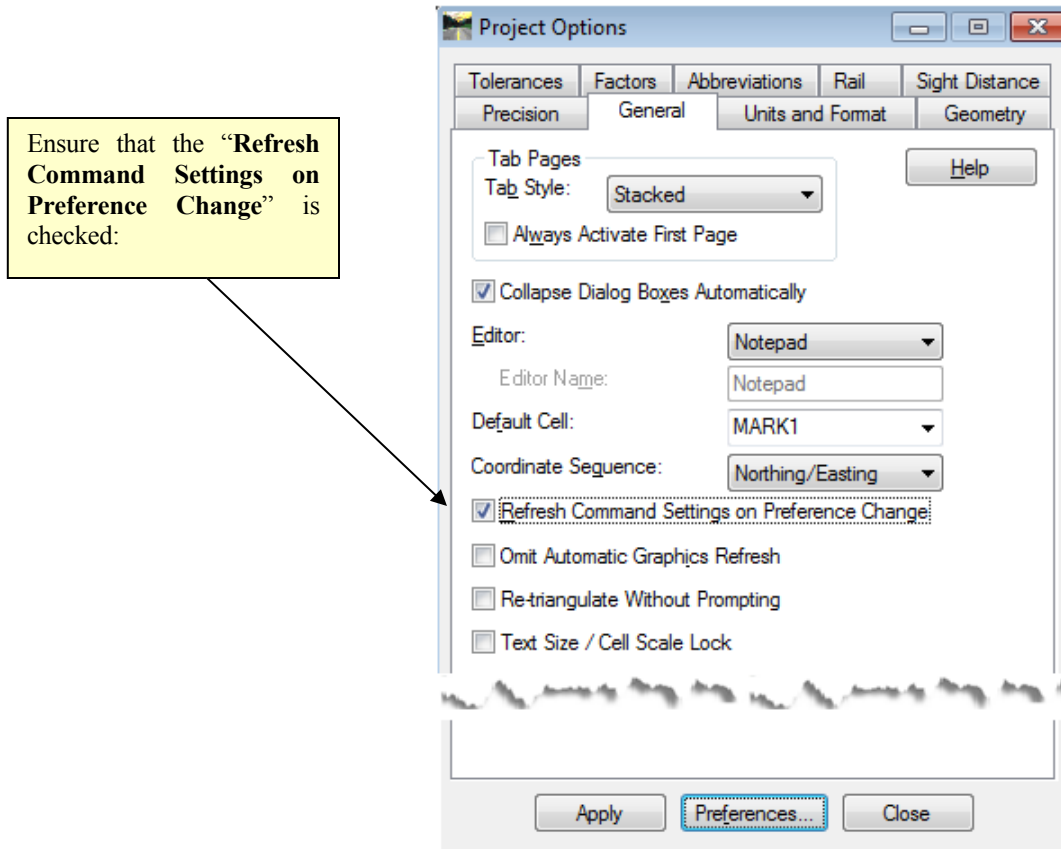 Project Options
Tolerances Factors Abbreviations Rail Sight Distance
Precision General Units and Format Geometry
Ensure that the “Refresh
Command Settings on
Preference Change” is
checked:
Tab Pages
Tab Style: Stacked
Help
Always Activate First Page
Collapse Dialog Boxes Automatically
Editor: Notepad
Editor Name: Notepad
Default Cell: MARK1
Coordinate Sequence: Northing/Easting
Refresh Command Settings on Preference Change
Omit Automatic Graphics Refresh
Re-triangulate Without Prompting
Text Size / Cell Scale Lock
Apply Preferences... Close